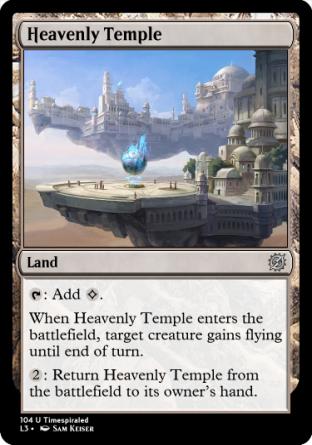 Heavenly Temple
Land
: Add .
When Heavenly Temple enters the
battlefield, target creature gains flying
until end of turn.
2: Return Heavenly Temple from
the battlefield to its owner's hand.
104 U Timespiraled
L3 • Sam Keiser